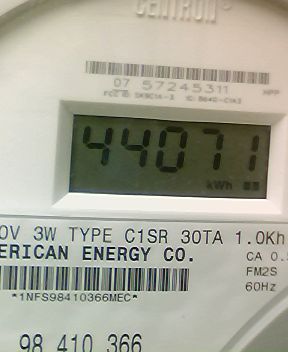 CENTRON®
07 57245311
44071
kWh
0V 3W TYPE C1SR 30TA 1.0Kh
ERICAN ENERGY CO.
CA 0.5
FM2S
*1NFS98410366MEC*
60Hz
98 410 366